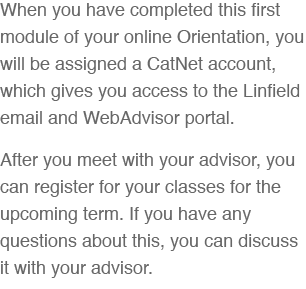 When you have completed this first
module of your online Orientation, you
will be assigned a CatNet account,
which gives you access to the Linfield
email and WebAdvisor portal.
After you meet with your advisor, you
can register for your classes for the
upcoming term. If you have any
questions about this, you can discuss
it with your advisor.